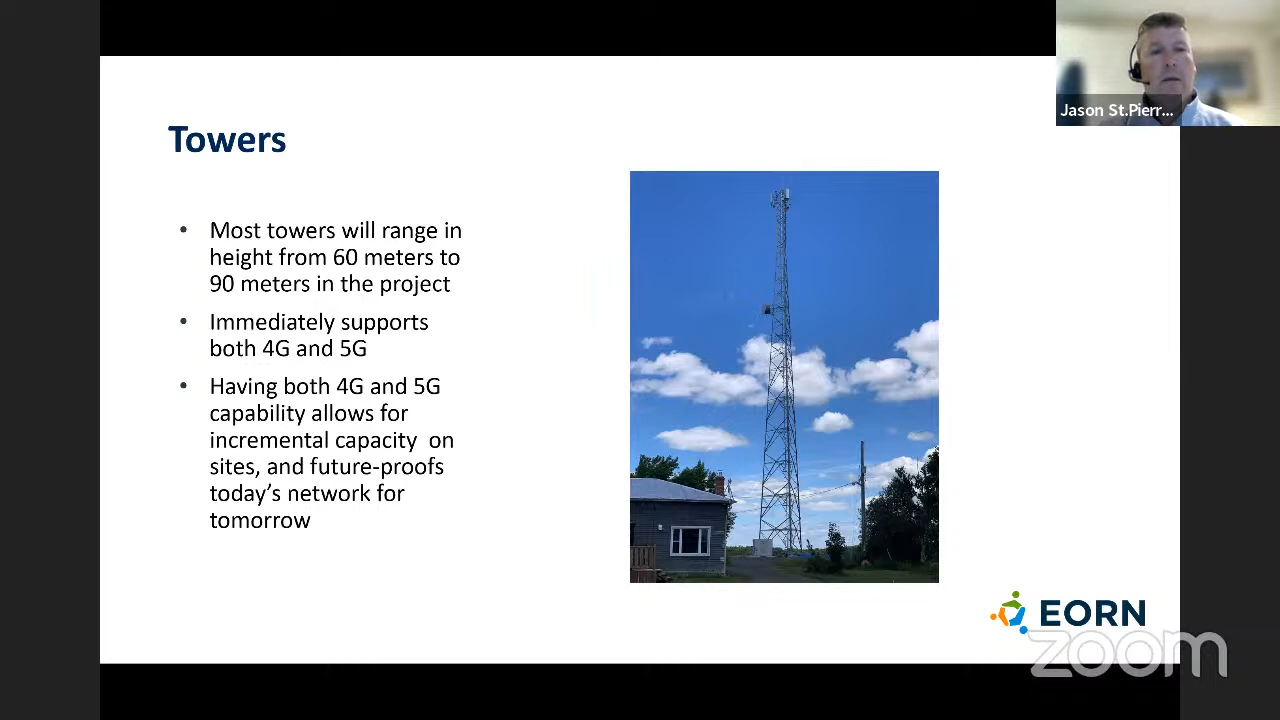 Jason St.Pierr...
Towers
• Most towers will range in
height from 60 meters to
90 meters in the project
• Immediately supports
both 4G and 5G
• Having both 4G and 5G
capability allows for
incremental capacity  on
sites, and future-proofs
today’s network for
tomorrow
EORN
zoom